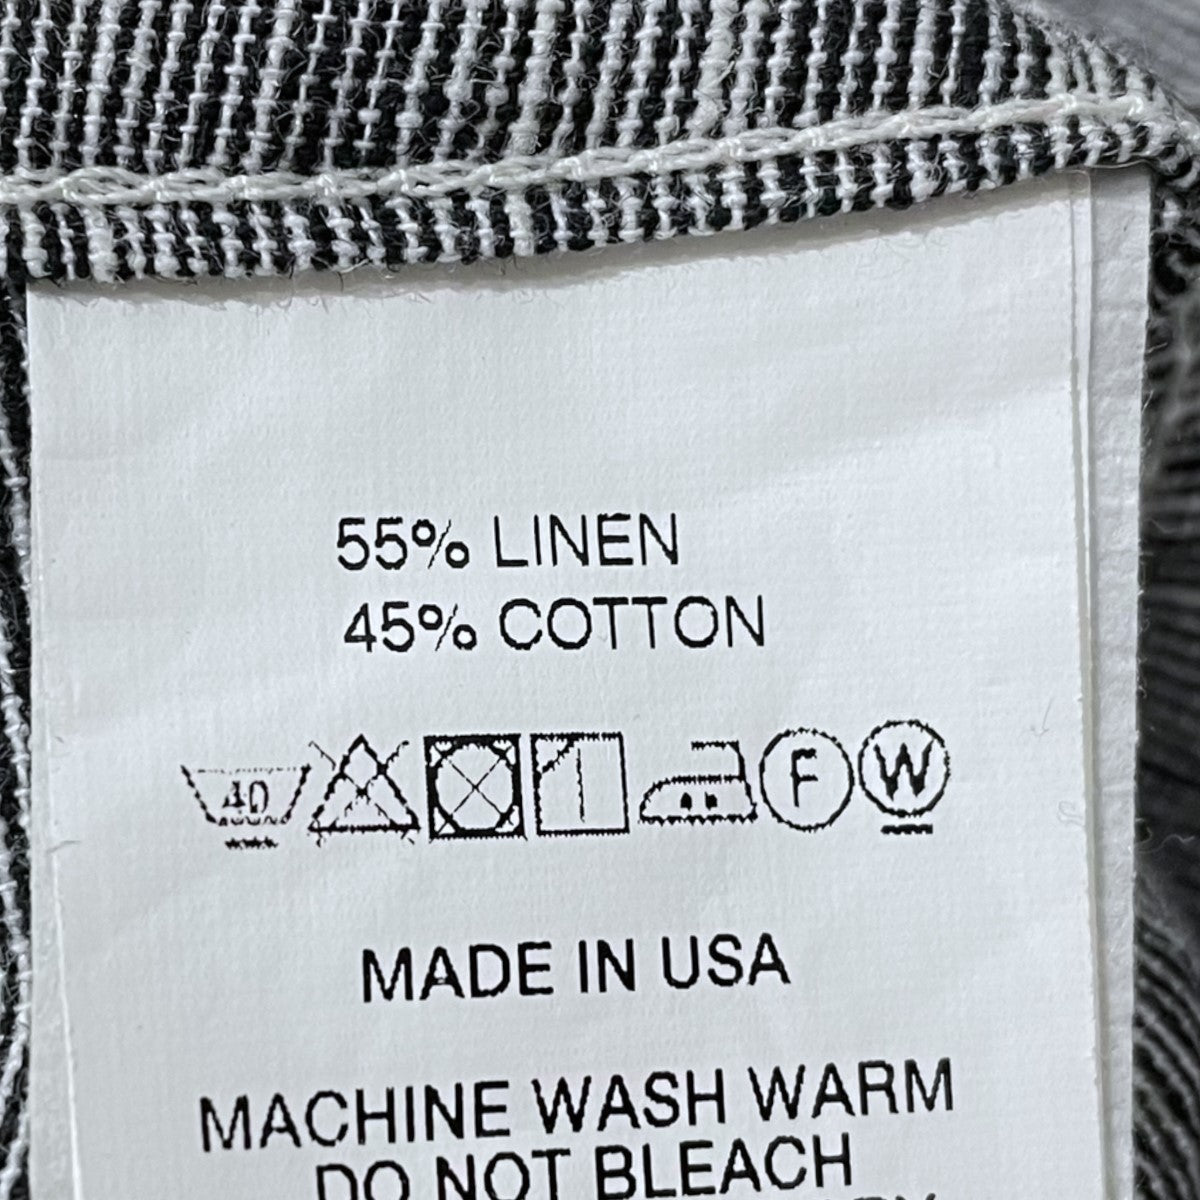 55% LINEN
45% COTTON
40 F W
MADE IN USA
MACHINE WASH WARM
DO NOT BLEACH